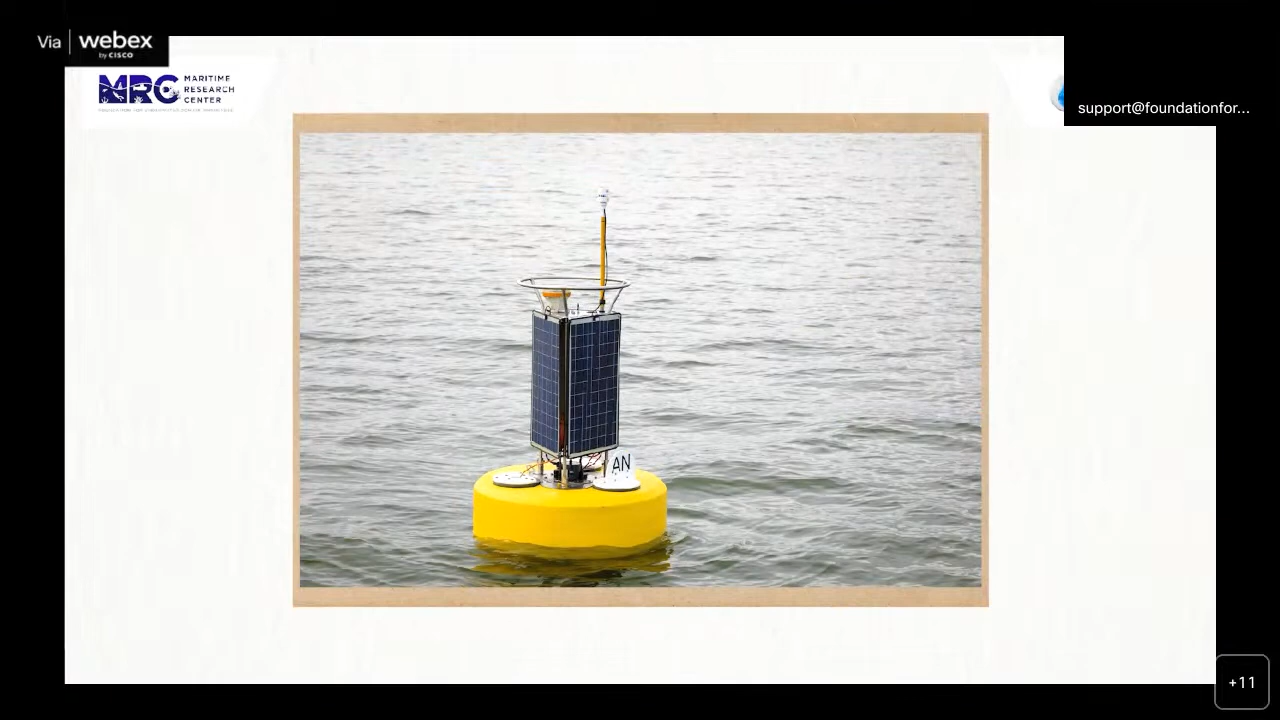 Via webex
by CISCO
MRC MARITIME
RESEARCH
CENTER
support@foundationfor...
AN
+11